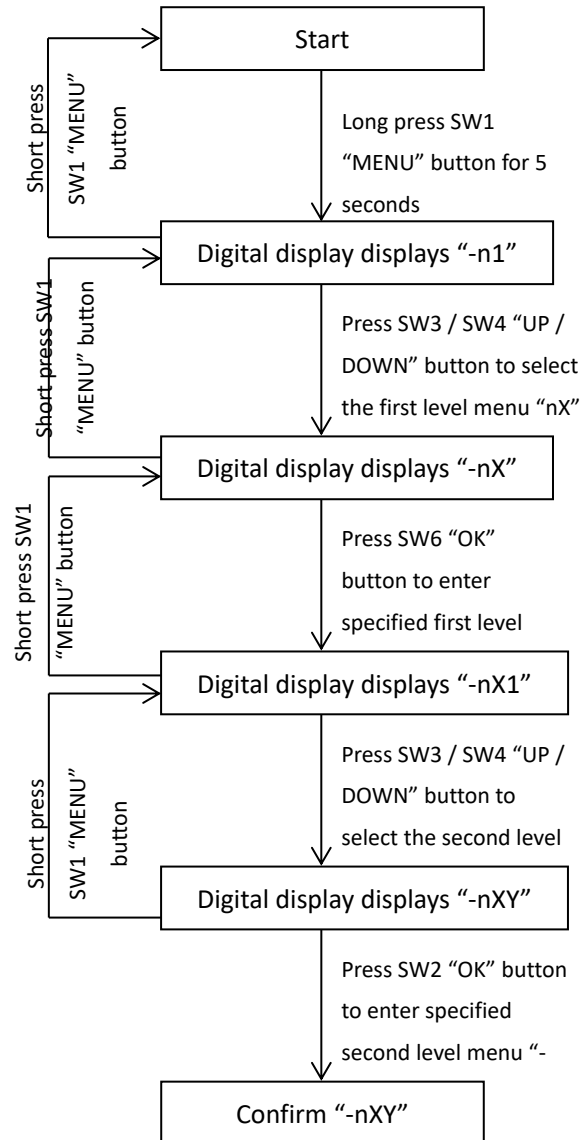 Start
Short press
SW1 “MENU”
button
Long press SW1
“MENU” button for 5
seconds
Digital display displays “-n1”
Short press SW1
“MENU” button
Press SW3 / SW4 “UP /
DOWN” button to select
the first level menu “nX”
Digital display displays “-nX”
Short press SW1
“MENU” button
Press SW6 “OK”
button to enter
specified first level
Digital display displays “-nX1”
Short press
SW1 “MENU”
button
Press SW3 / SW4 “UP /
DOWN” button to
select the second level
Digital display displays “-nXY”
Press SW2 “OK” button
to enter specified
second level menu “-
Confirm “-nXY”